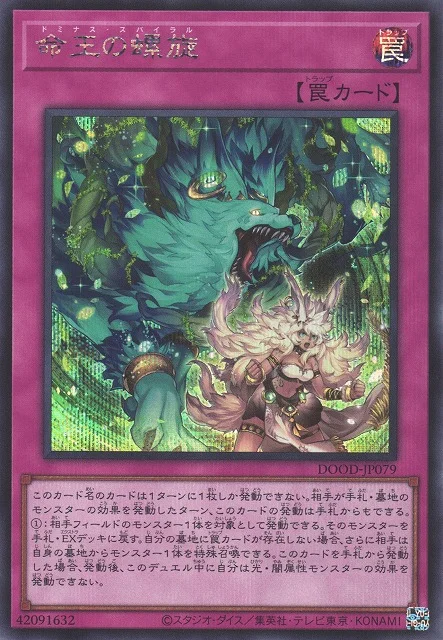 ドミナス・スパイラル
命王の螺旋
トラップ
罠
トラップ
【罠カード】
DOOD-JP079
このカード名のカードは1ターンに1枚しか発動できない。相手が手札・墓地の
モンスターの効果を発動したターン、このカードの発動は手札からもできる。
①：相手フィールドのモンスター1体を対象として発動できる。そのモンスターを
手札・EXデッキに戻す。自分の墓地に罠カードが存在しない場合、さらに相手は
自身の墓地からモンスター1体を特殊召喚できる。このカードを手札から発動
した場合、発動後、このデュエル中に自分は光・闇属性モンスターの効果を
発動できない。
42091632
©スタジオ・ダイス／集英社・テレビ東京・KONAMI